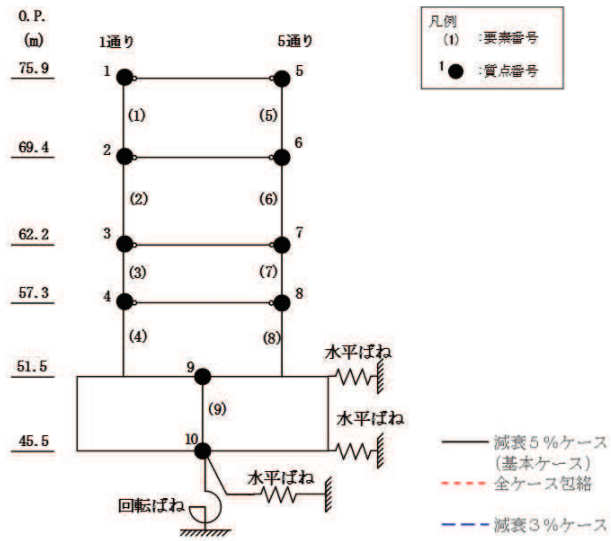 O.P.
(m)
1通り
5通り
凡例
(1) :要素番号
1 :質点番号
75.9
1
5
(1)
(5)
69.4
2
6
(2)
(6)
62.2
3
7
(3)
(7)
57.3
4
8
(4)
(8)
水平ばね
51.5
9
(9)
水平ばね
45.5
10
水平ばね
回転ばね
減衰5%ケース
(基本ケース)
全ケース包絡
減衰3%ケース